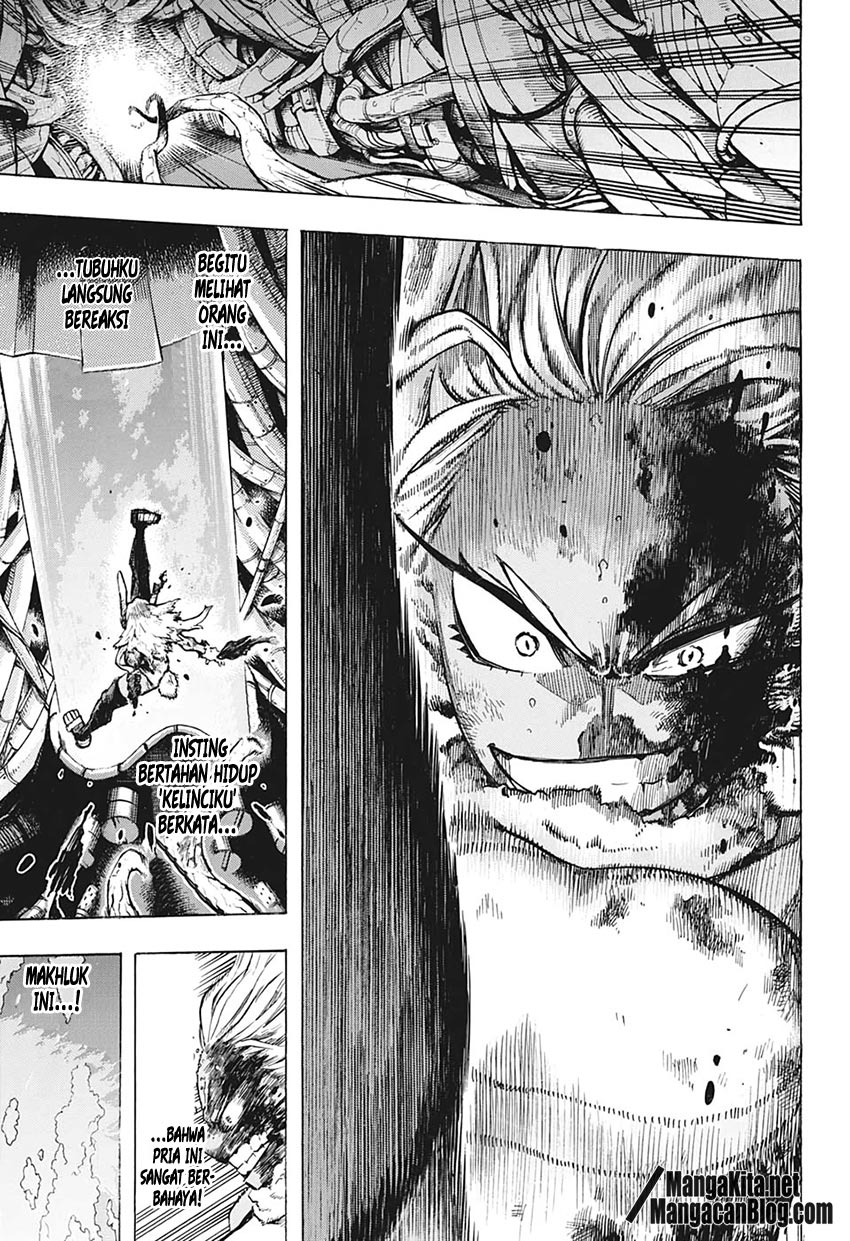 BEGITU
MELIHAT
ORANG
INI...
...TUBUHKU
LANGSUNG
BEREAKSI
INSTING
BERTAHAN HIDUP
'KELINCIKU'
BERKATA...
...BAHWA
PRIA INI
SANGAT BER-
BAHAYA!
MAKHLUK
INI...!
MangaKita.net
MangacanBlog.com